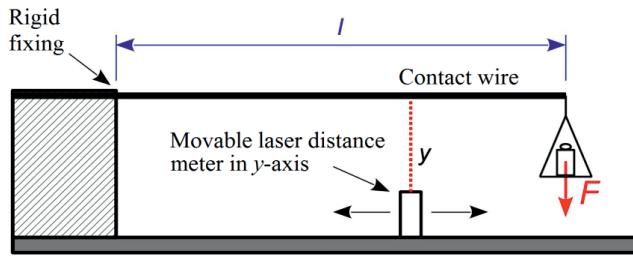 Rigid
fixing
l
Contact wire
Movable laser distance
meter in y-axis
y
F